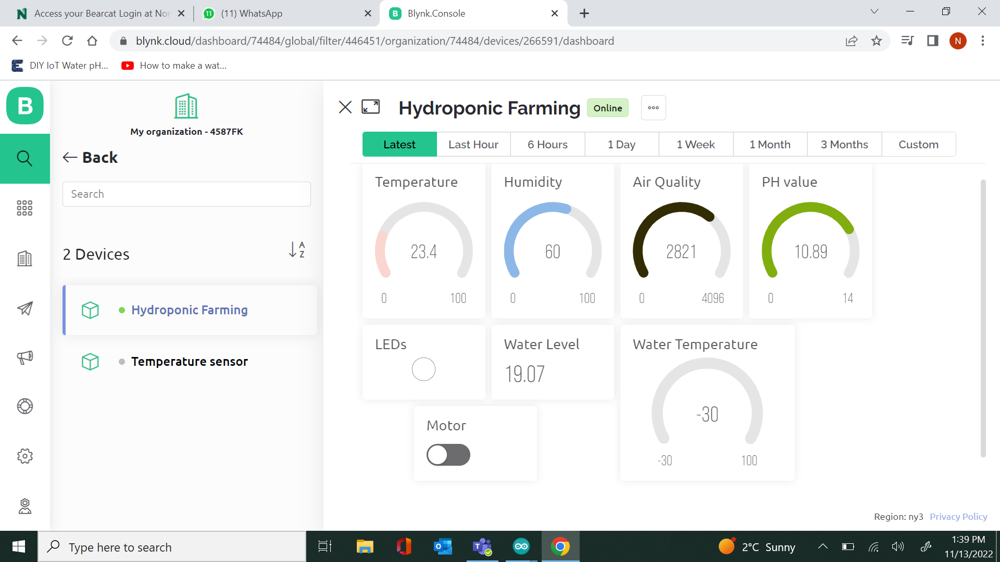 Access your Bearcat Login at Nor
(11) WhatsApp
Blynk.Console
blynk.cloud/dashboard/74484/global/filter/446451/organization/74484/devices/266591/dashboard
N
DIY IoT Water pH...
How to make a wat...
B
My organization - 4587FK
Back
Search
2 Devices
A
Z
Hydroponic Farming
Temperature sensor
Hydroponic Farming
Online
Latest
Last Hour
6 Hours
1 Day
1 Week
1 Month
3 Months
Custom
Temperature
23.4
0
100
Humidity
60
0
100
Air Quality
2821
0
4096
PH value
10.89
0
14
LEDs
Water Level
19.07
Water Temperature
-30
-30
100
Motor
Region: ny3 Privacy Policy
Type here to search
2°C Sunny
1:39 PM
11/13/2022